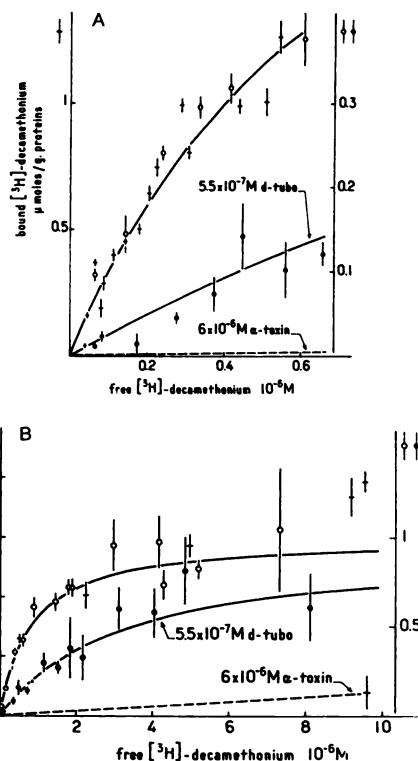 A
bound [³H]-decamethonium
μmoles/g. proteins
1
0.5
0.3
0.2
0.1
5.5x10⁻⁷M d-tubo
6x10⁻⁶M α-toxin
0.2
0.4
0.6
free [³H]-decamethonium 10⁻⁶M
B
1
0.5
5.5x10⁻⁷M d-tubo
6x10⁻⁶M α-toxin
2
4
6
8
10
free [³H]-decamethonium 10⁻⁶M